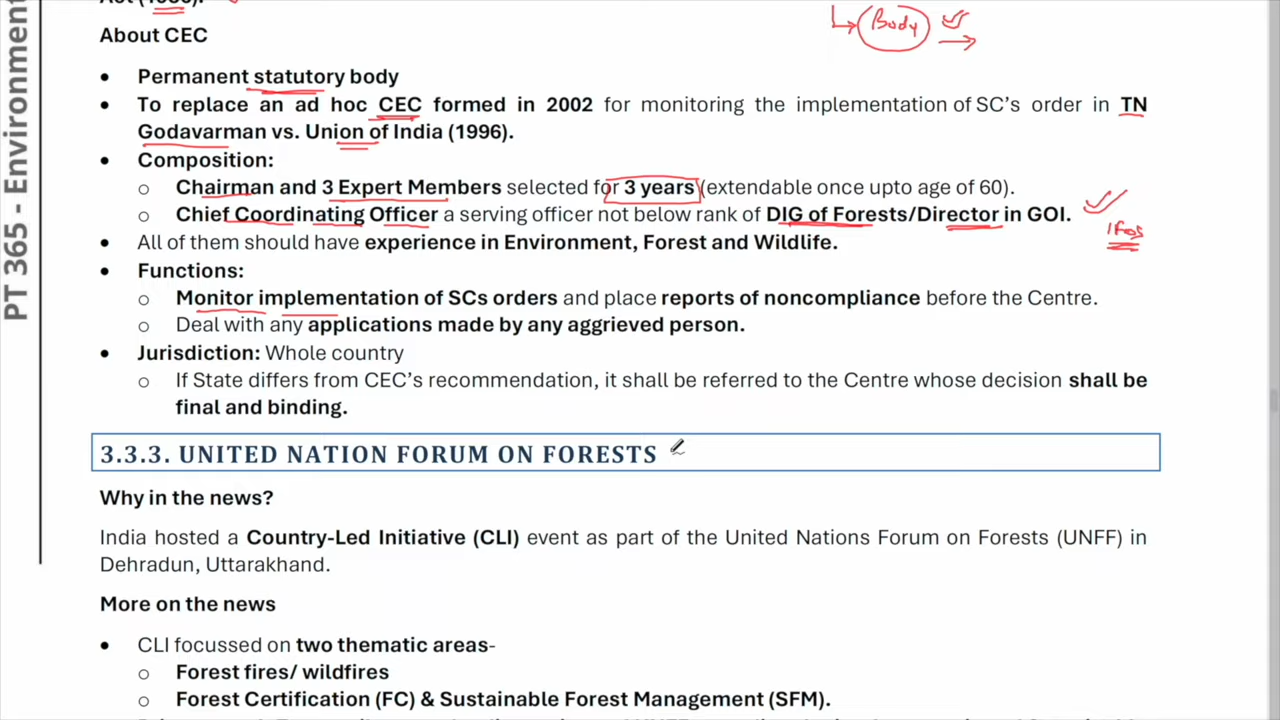 Act (1986).
Body
About CEC
• Permanent statutory body
• To replace an ad hoc CEC formed in 2002 for monitoring the implementation of SC's order in TN
Godavarman vs. Union of India (1996).
• Composition:
o Chairman and 3 Expert Members selected for 3 years (extendable once upto age of 60).
o Chief Coordinating Officer a serving officer not below rank of DIG of Forests/Director in GOI.
IFoS
• All of them should have experience in Environment, Forest and Wildlife.
• Functions:
o Monitor implementation of SCs orders and place reports of noncompliance before the Centre.
o Deal with any applications made by any aggrieved person.
• Jurisdiction: Whole country
o If State differs from CEC's recommendation, it shall be referred to the Centre whose decision shall be
final and binding.
3.3.3. UNITED NATION FORUM ON FORESTS
Why in the news?
India hosted a Country-Led Initiative (CLI) event as part of the United Nations Forum on Forests (UNFF) in
Dehradun, Uttarakhand.
More on the news
• CLI focussed on two thematic areas-
o Forest fires/ wildfires
o Forest Certification (FC) & Sustainable Forest Management (SFM).
PT 365 - Environment